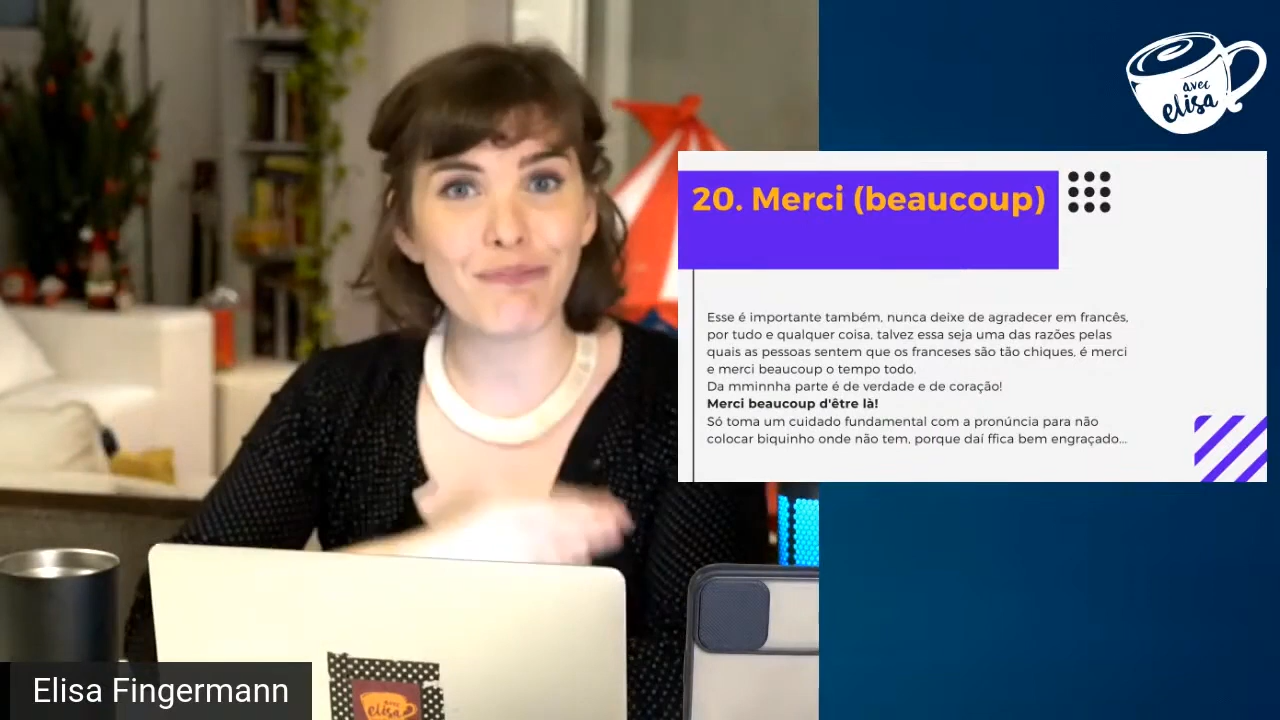 avec
elisa
20. Merci (beaucoup)
Esse é importante também, nunca deixe de agradecer em francês,
por tudo e qualquer coisa, talvez essa seja uma das razões pelas
quais as pessoas sentem que os franceses são tão chiques, é merci
e merci beaucoup o tempo todo.
Da mminnha parte é de verdade e de coração!
Merci beaucoup d'être là!
Só toma um cuidado fundamental com a pronúncia para não
colocar biquinho onde não tem, porque daí ffica bem engraçado...
Elisa Fingermann
avec
elisa